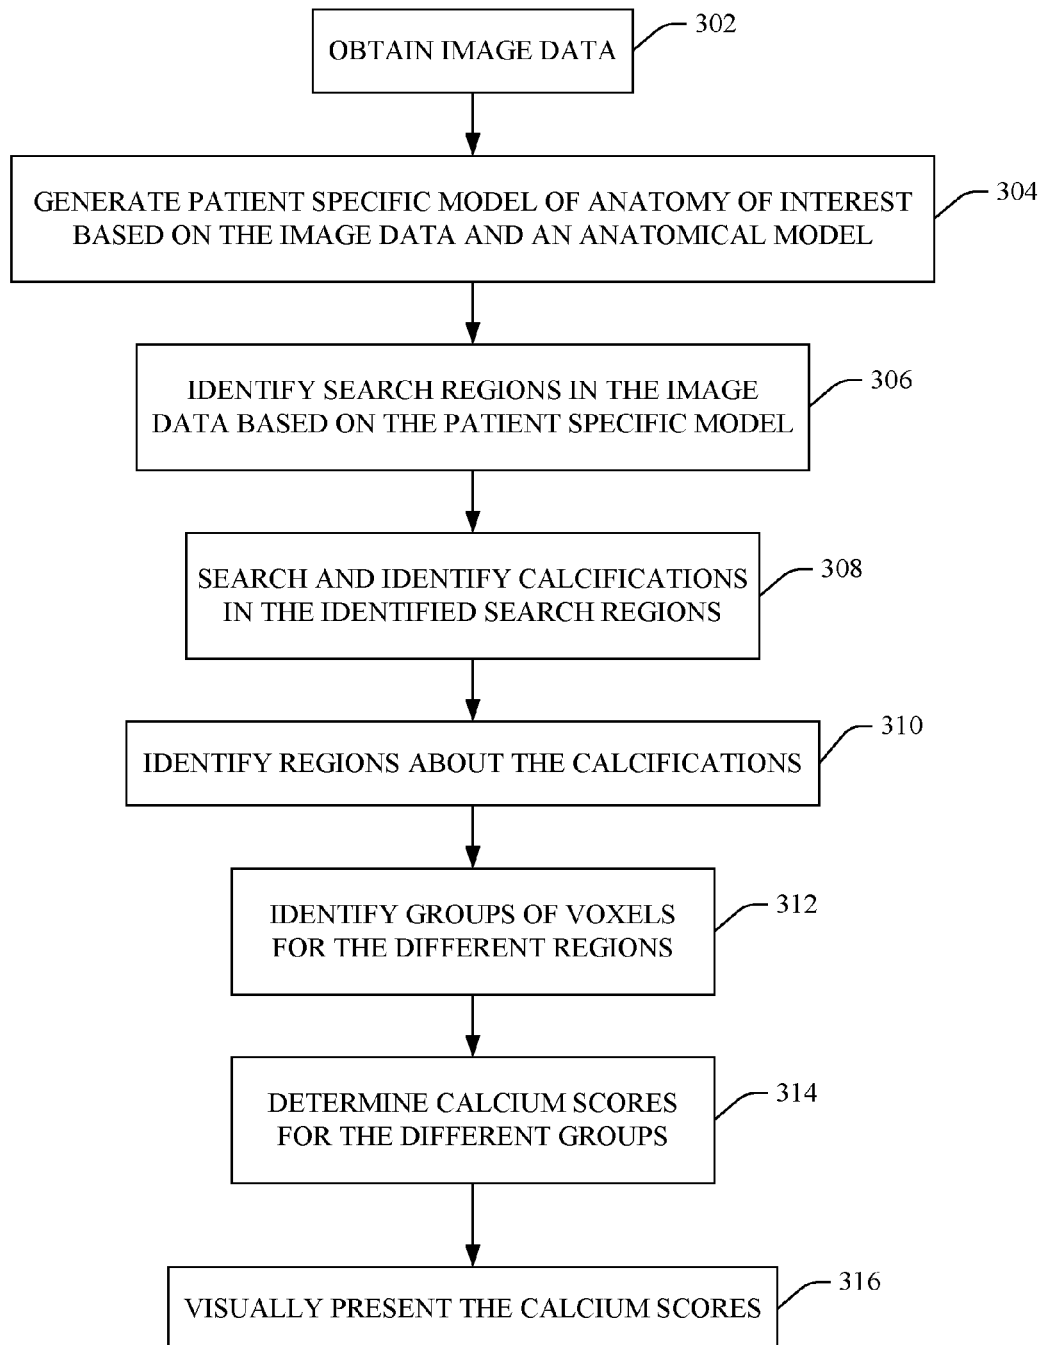 302
OBTAIN IMAGE DATA
304
GENERATE PATIENT SPECIFIC MODEL OF ANATOMY OF INTEREST
BASED ON THE IMAGE DATA AND AN ANATOMICAL MODEL
306
IDENTIFY SEARCH REGIONS IN THE IMAGE
DATA BASED ON THE PATIENT SPECIFIC MODEL
308
SEARCH AND IDENTIFY CALCIFICATIONS
IN THE IDENTIFIED SEARCH REGIONS
310
IDENTIFY REGIONS ABOUT THE CALCIFICATIONS
312
IDENTIFY GROUPS OF VOXELS
FOR THE DIFFERENT REGIONS
314
DETERMINE CALCIUM SCORES
FOR THE DIFFERENT GROUPS
316
VISUALLY PRESENT THE CALCIUM SCORES